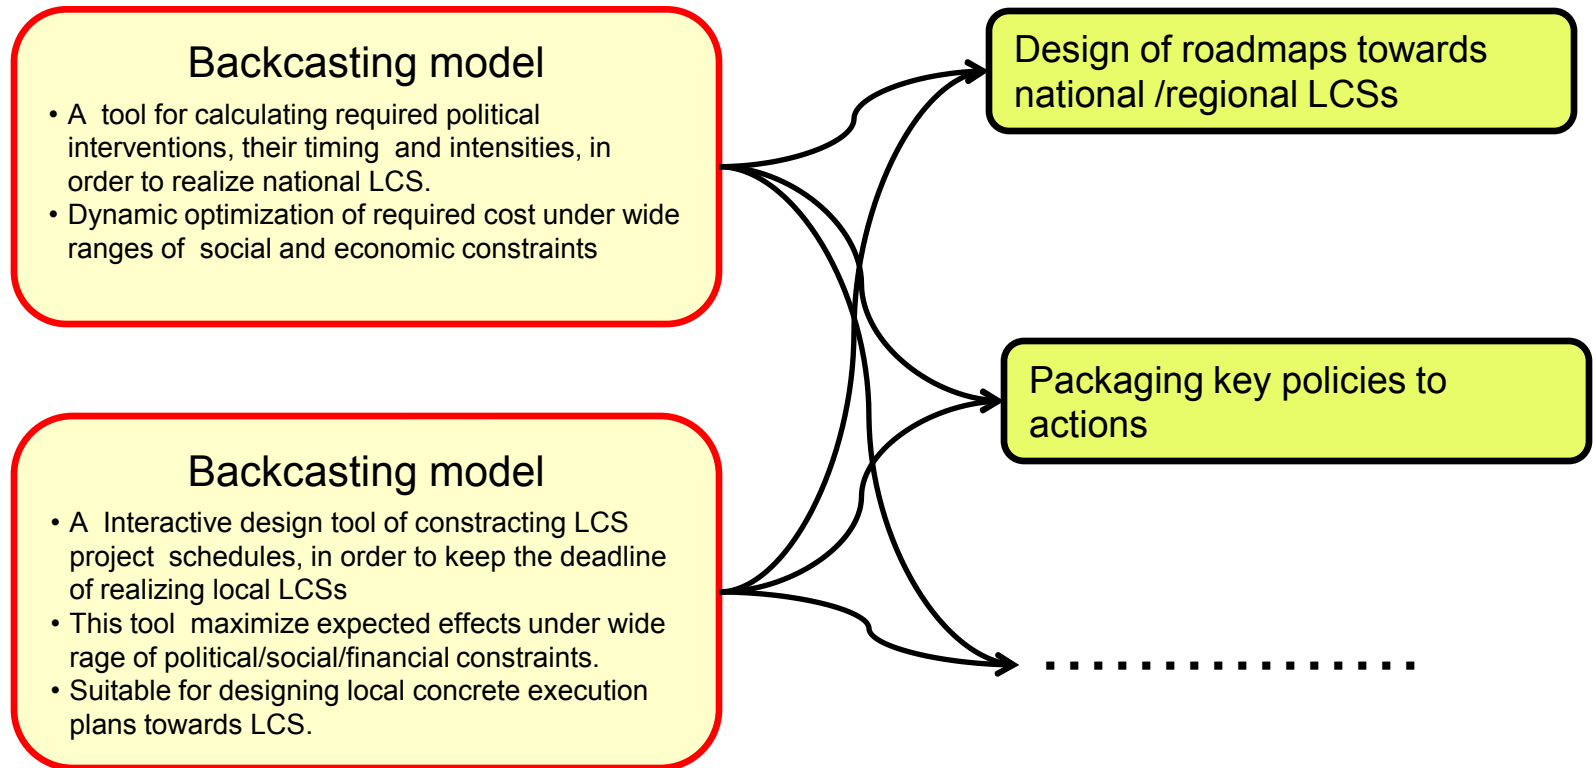 Backcasting model
• A tool for calculating required political
interventions, their timing and intensities, in
order to realize national LCS.
• Dynamic optimization of required cost under wide
ranges of social and economic constraints
Backcasting model
• A Interactive design tool of constracting LCS
project schedules, in order to keep the deadline
of realizing local LCSs
• This tool maximize expected effects under wide
rage of political/social/financial constraints.
• Suitable for designing local concrete execution
plans towards LCS.
Design of roadmaps towards
national /regional LCSs
Packaging key policies to
actions
................